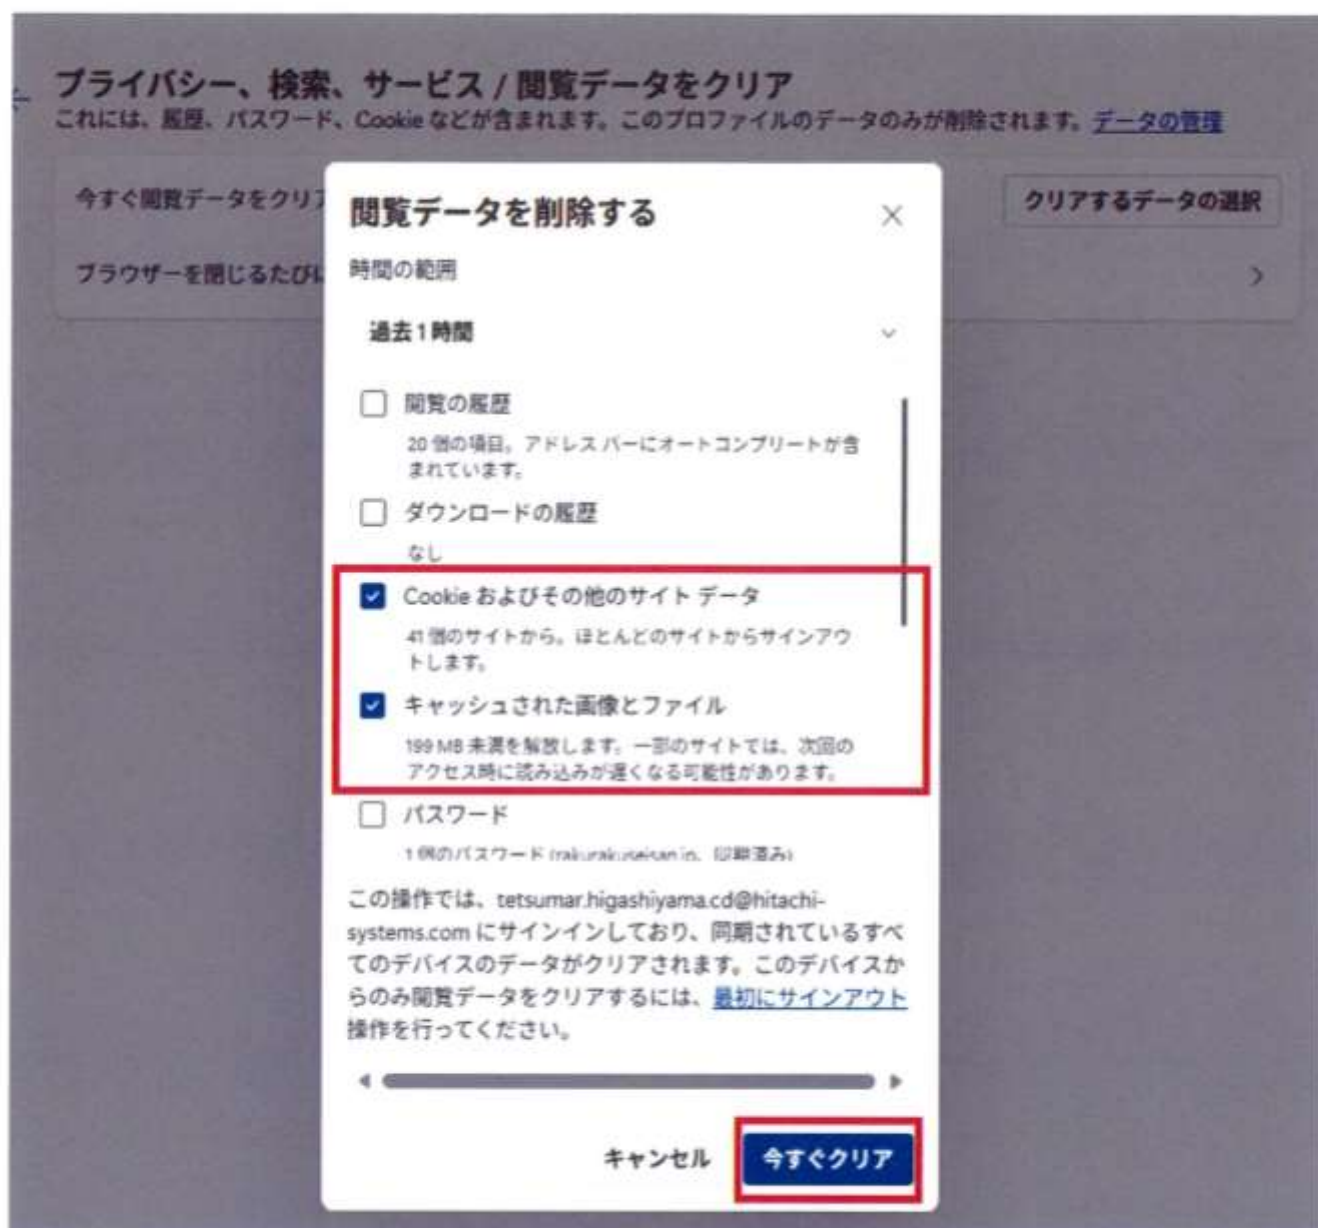 プライバシー、検索、サービス / 閲覧データをクリア
これには、履歴、パスワード、Cookie などが含まれます。このプロファイルのデータのみが削除されます。データの管理
今すぐ閲覧データをクリア
クリアするデータの選択
ブラウザーを閉じるたびに
閲覧データを削除する
時間の範囲
過去1時間
閲覧の履歴
20 個の項目。アドレス バーにオートコンプリートが含
まれています。
ダウンロードの履歴
なし
Cookie およびその他のサイト データ
41 個のサイトから。ほとんどのサイトからサインアウ
トします。
キャッシュされた画像とファイル
199 MB 未満を解放します。一部のサイトでは、次回の
アクセス時に読み込みが遅くなる可能性があります。
パスワード
1 個のパスワード (rakurakuseisan.jp、同期済み)
この操作では、tetsumar.higashiyama.cd@hitachi-
systems.com にサインインしており、同期されているすべ
てのデバイスのデータがクリアされます。このデバイスか
らのみ閲覧データをクリアするには、最初にサインアウト
操作を行ってください。
キャンセル
今すぐクリア